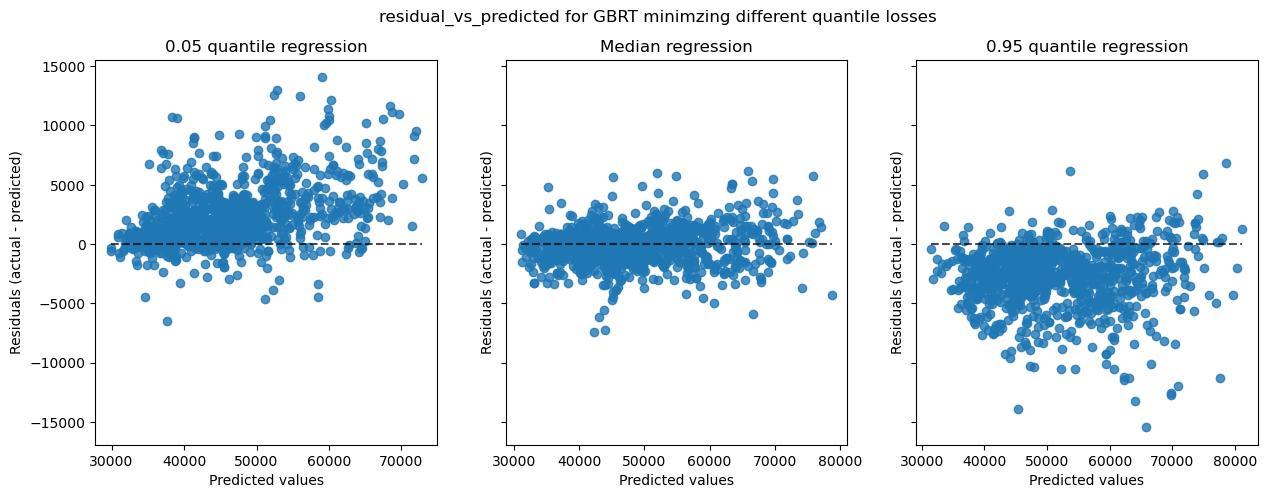 residual_vs_predicted for GBRT minimzing different quantile losses
0.05 quantile regression
Median regression
0.95 quantile regression
15000
10000
5000
0
−5000
−10000
−15000
Residuals (actual - predicted)
Residuals (actual - predicted)
Residuals (actual - predicted)
30000 40000 50000 60000 70000
30000 40000 50000 60000 70000 80000
30000 40000 50000 60000 70000 80000
Predicted values
Predicted values
Predicted values